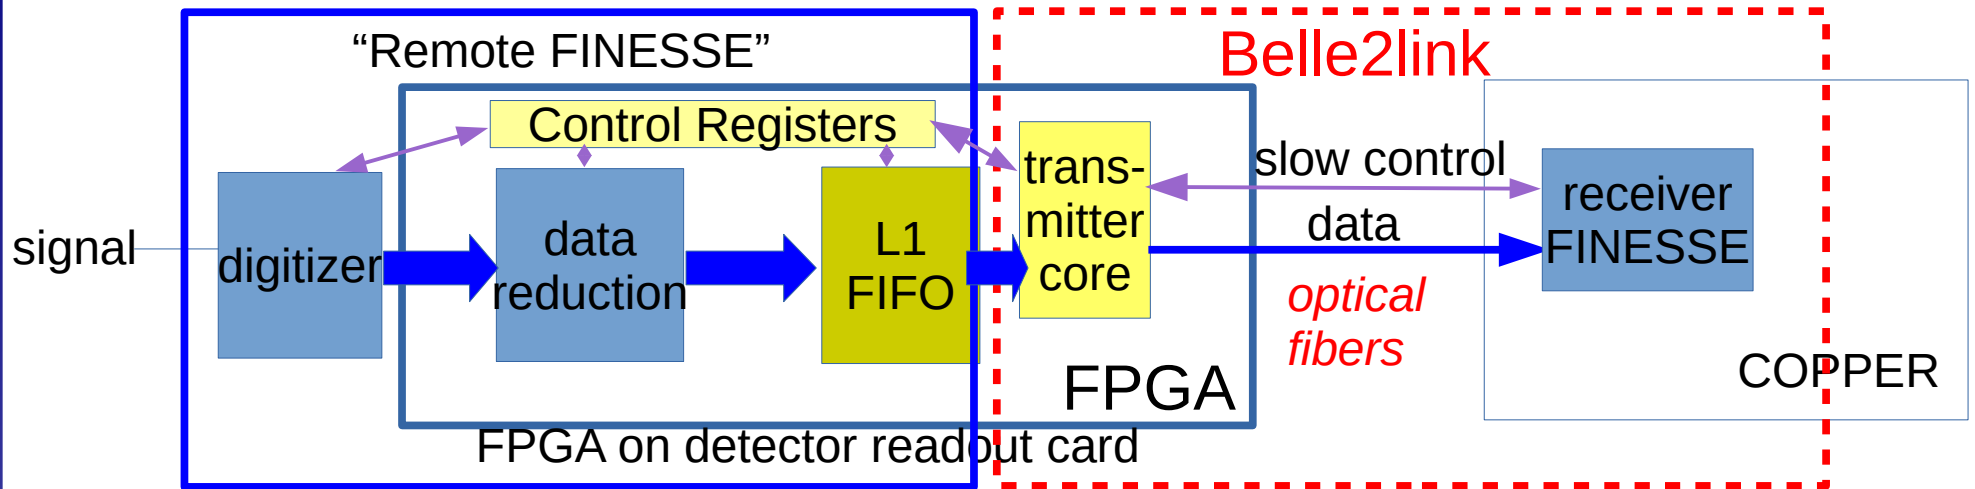 “Remote FINESSE”
Belle2link
Control Registers
signal
digitizer
data
reduction
L1
FIFO
trans-
mitter
core
slow control
data
optical
fibers
receiver
FINESSE
COPPER
FPGA
FPGA on detector readout card